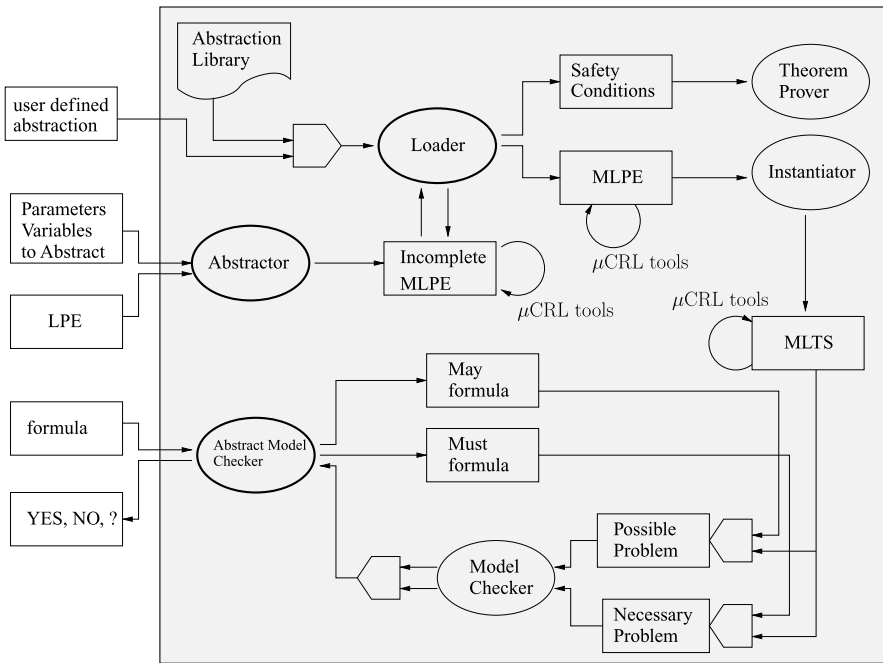 Abstraction
Library
user defined
abstraction
Loader
Safety
Conditions
Theorem
Prover
MLPE
Instantiator
μCRL tools
Parameters
Variables
to Abstract
Abstractor
Incomplete
MLPE
μCRL tools
LPE
μCRL tools
MLTS
May
formula
formula
Abstract Model
Checker
Must
formula
YES, NO, ?
Possible
Problem
Model
Checker
Necessary
Problem